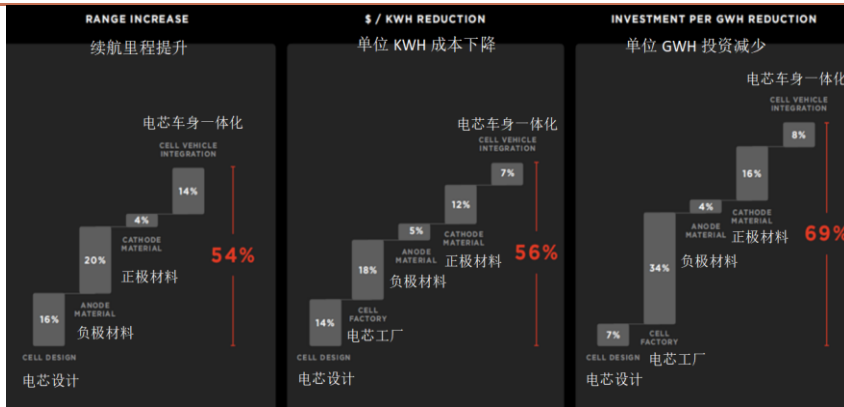 RANGE INCREASE
续航里程提升
电芯车身一体化
CELL VEHICLE
INTEGRATION
14%
4%
CATHODE
MATERIAL
正极材料
20%
ANODE
MATERIAL
负极材料
16%
CELL DESIGN
电芯设计
54%
$ / KWH REDUCTION
单位 KWH 成本下降
电芯车身一体化
CELL VEHICLE
INTEGRATION
7%
12%
CATHODE
MATERIAL
正极材料
5%
ANODE
MATERIAL
负极材料
18%
CELL
FACTORY
电芯工厂
14%
CELL DESIGN
电芯设计
56%
INVESTMENT PER GWH REDUCTION
单位 GWH 投资减少
电芯车身一体化
CELL VEHICLE
INTEGRATION
8%
16%
CATHODE
MATERIAL
正极材料
4%
ANODE
MATERIAL
负极材料
34%
CELL
FACTORY
电芯工厂
7%
CELL DESIGN
电芯设计
69%